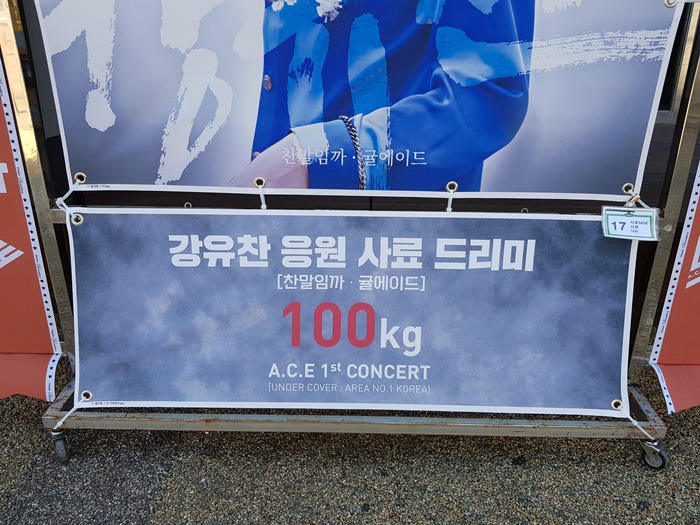 찬말임까 · 귤에이드
강유찬 응원 사료 드리미
[찬말임까 · 귤에이드]
100kg
A.C.E 1st CONCERT
[UNDER COVER : AREA NO.1 KOREA]
17